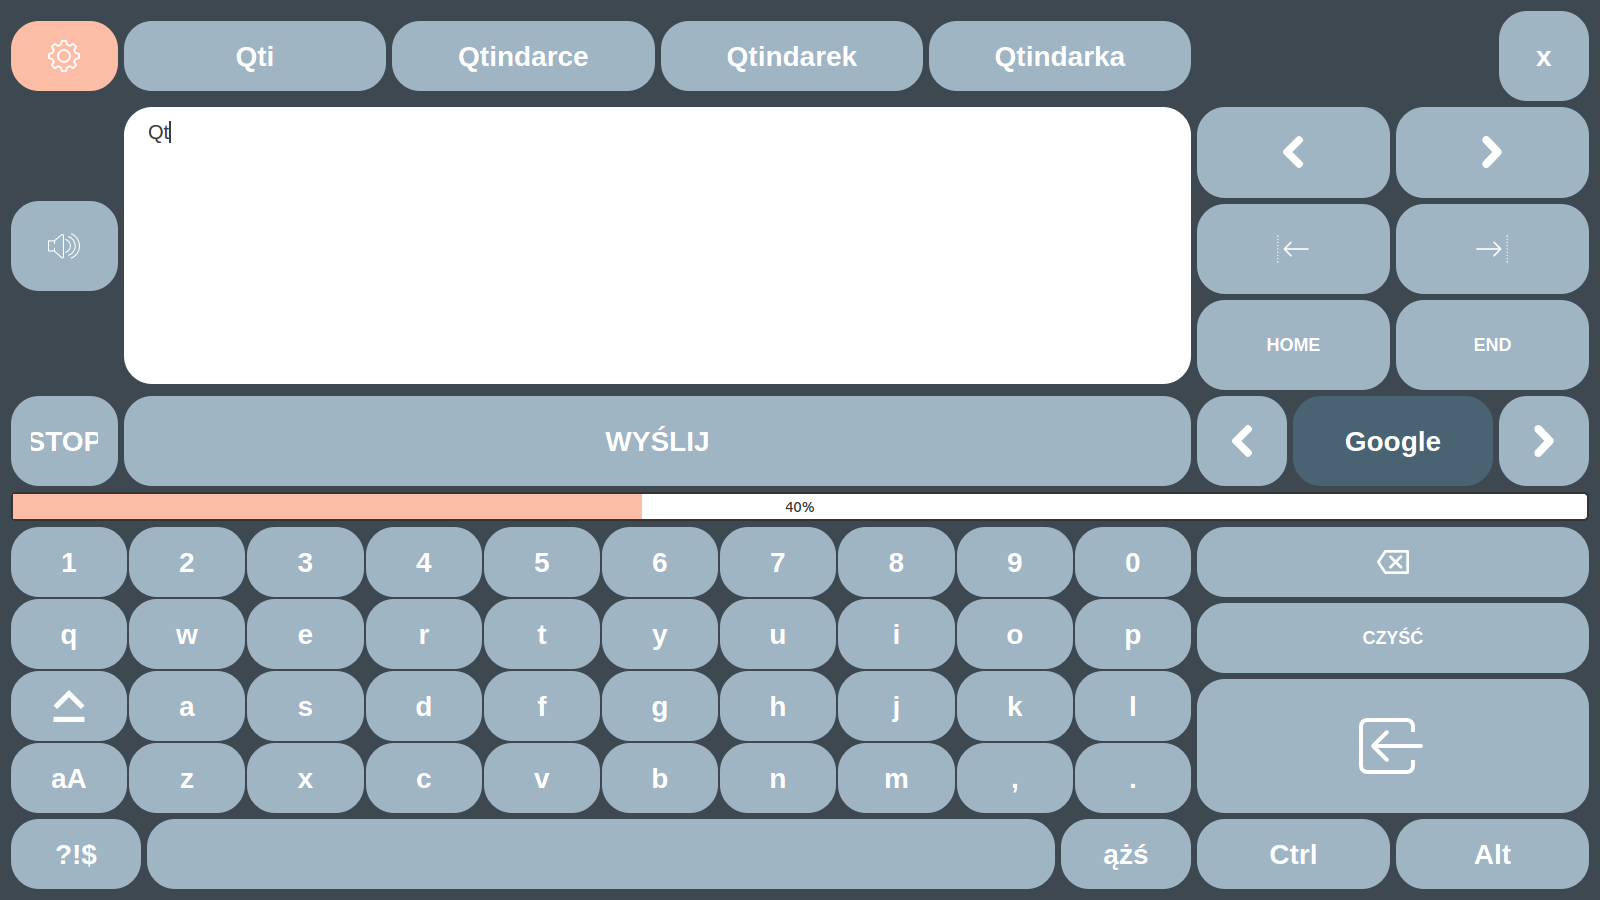 Qti Qtindarce Qtindarek Qtindarka x
Qt
HOME END
STOP WYŚLIJ Google
40%
1 2 3 4 5 6 7 8 9 0
q w e r t y u i o p
CZYŚĆ
a s d f g h j k l
aA z x c v b n m , .
?!$ ążś Ctrl Alt